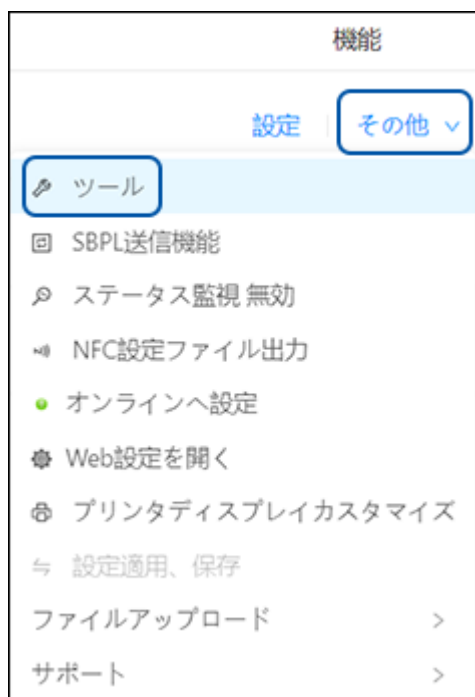 機能
設定 その他
ツール
SBPL送信機能
ステータス監視 無効
NFC設定ファイル出力
オンラインへ設定
Web設定を開く
プリンタディスプレイカスタマイズ
設定適用、保存
ファイルアップロード
サポート